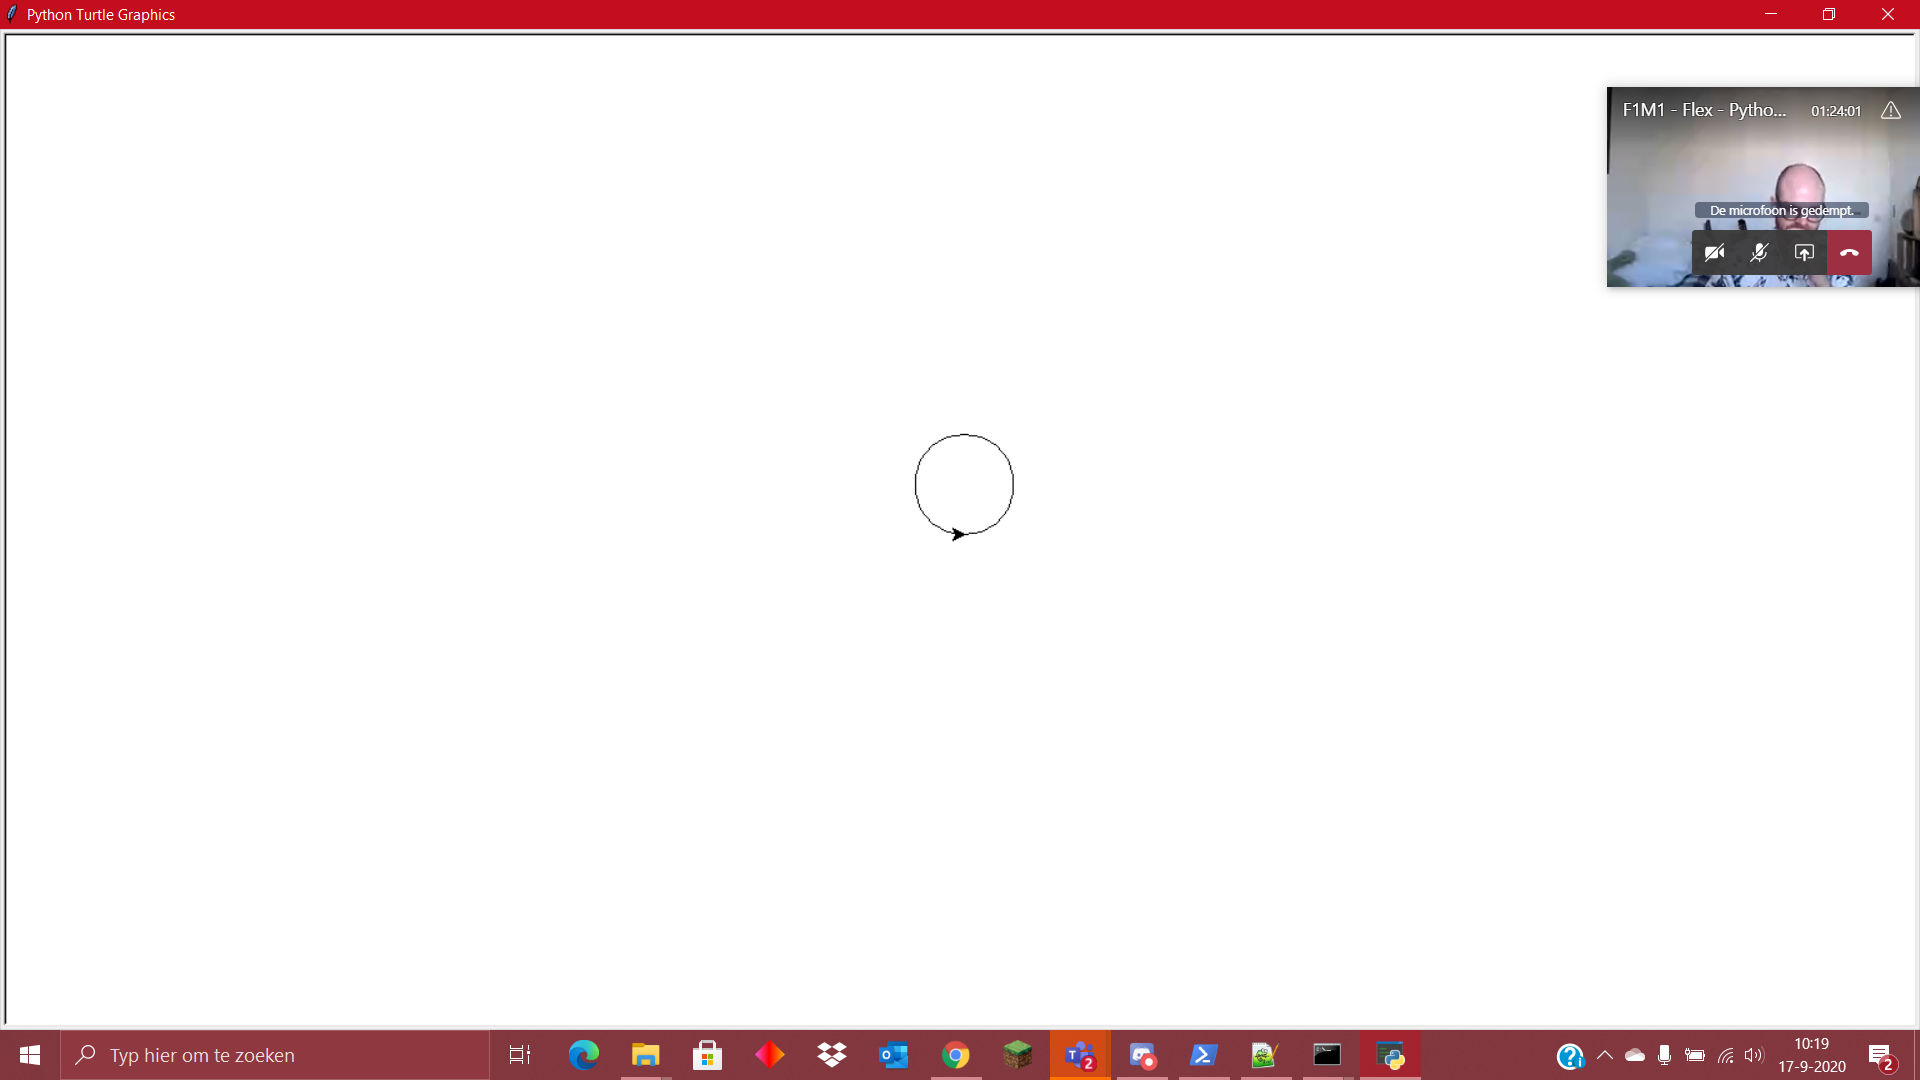 Python Turtle Graphics
F1M1 - Flex - Pytho... 01:24:01
De microfoon is gedempt.
Typ hier om te zoeken
2
10:19
17-9-2020
2